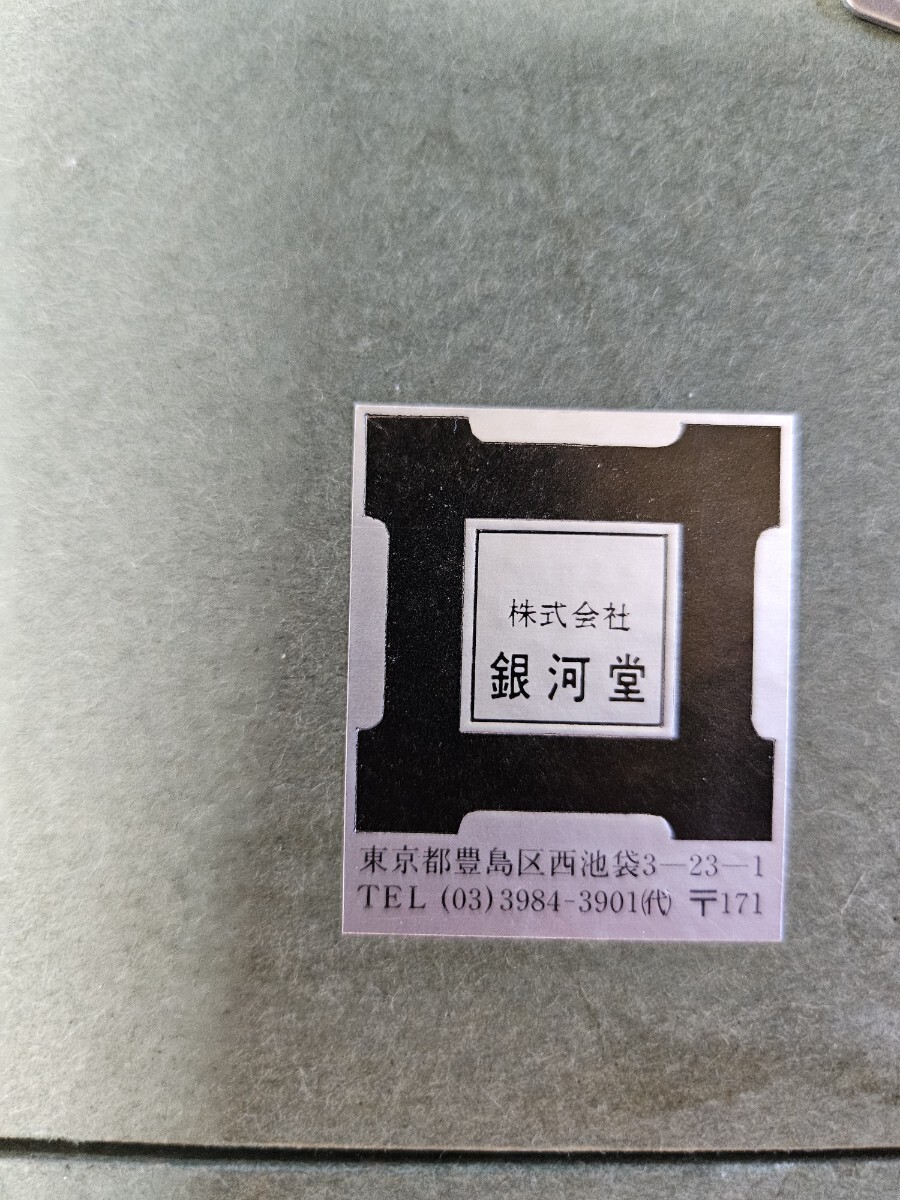 株式会社
銀河堂
東京都豊島区西池袋3―23―1
TEL (03)3984-3901㈹ 〒171